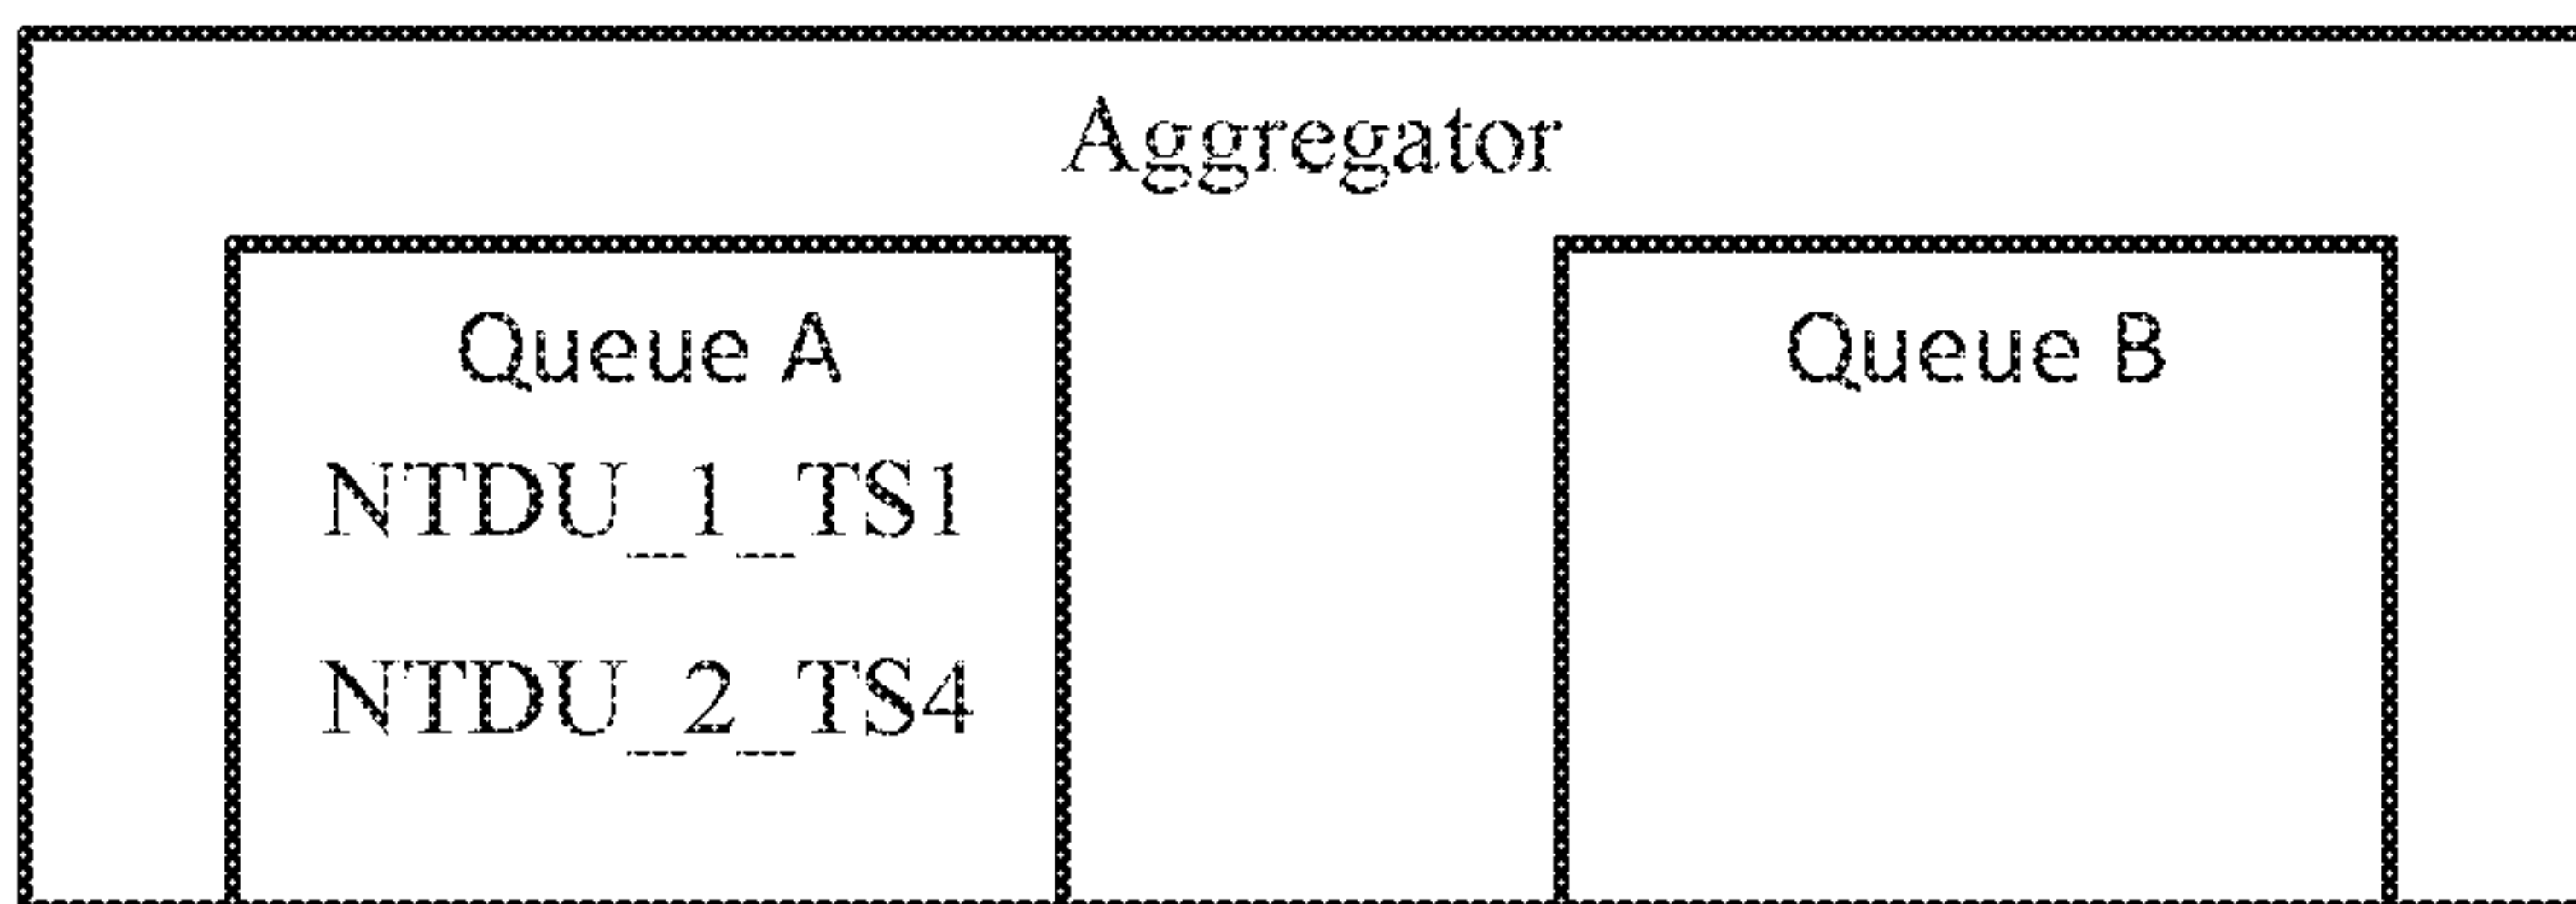 Aggregator
Queue A
NTDU_1_TS1
NTDU_2_TS4
Queue B